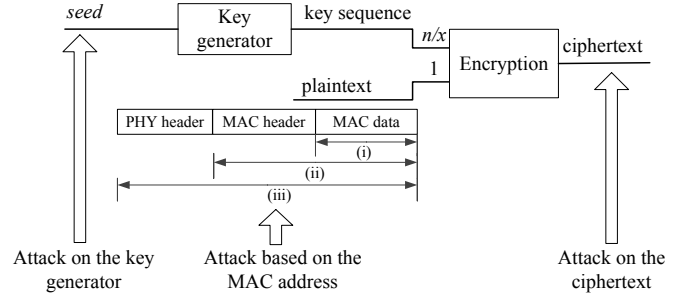 seed
Key
generator
key sequence
n/x
1
Encryption
ciphertext
plaintext
PHY header
MAC header
MAC data
(i)
(ii)
(iii)
Attack on the key
generator
Attack based on the
MAC address
Attack on the
ciphertext